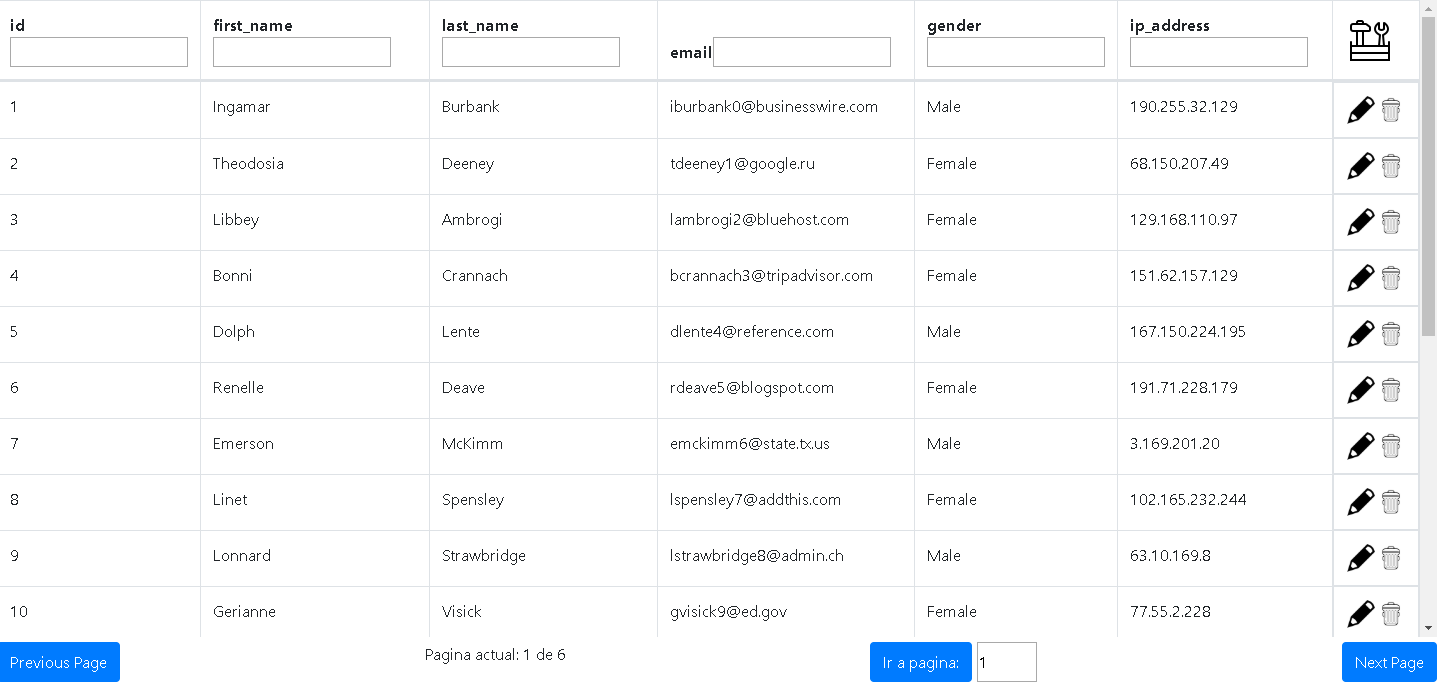 id first_name last_name email gender ip_address
1 Ingamar Burbank iburbank0@businesswire.com Male 190.255.32.129
2 Theodosia Deeney tdeeney1@google.ru Female 68.150.207.49
3 Libbey Ambrogi lambrogi2@bluehost.com Female 129.168.110.97
4 Bonni Crannach bcrannach3@tripadvisor.com Female 151.62.157.129
5 Dolph Lente dlente4@reference.com Male 167.150.224.195
6 Renelle Deave rdeave5@blogspot.com Female 191.71.228.179
7 Emerson McKimm emckimm6@state.tx.us Male 3.169.201.20
8 Linet Spensley lspensley7@addthis.com Female 102.165.232.244
9 Lonnard Strawbridge lstrawbridge8@admin.ch Male 63.10.169.8
10 Gerianne Visick gvisick9@ed.gov Female 77.55.2.228
Previous Page Pagina actual: 1 de 6 Ir a pagina: 1 Next Page